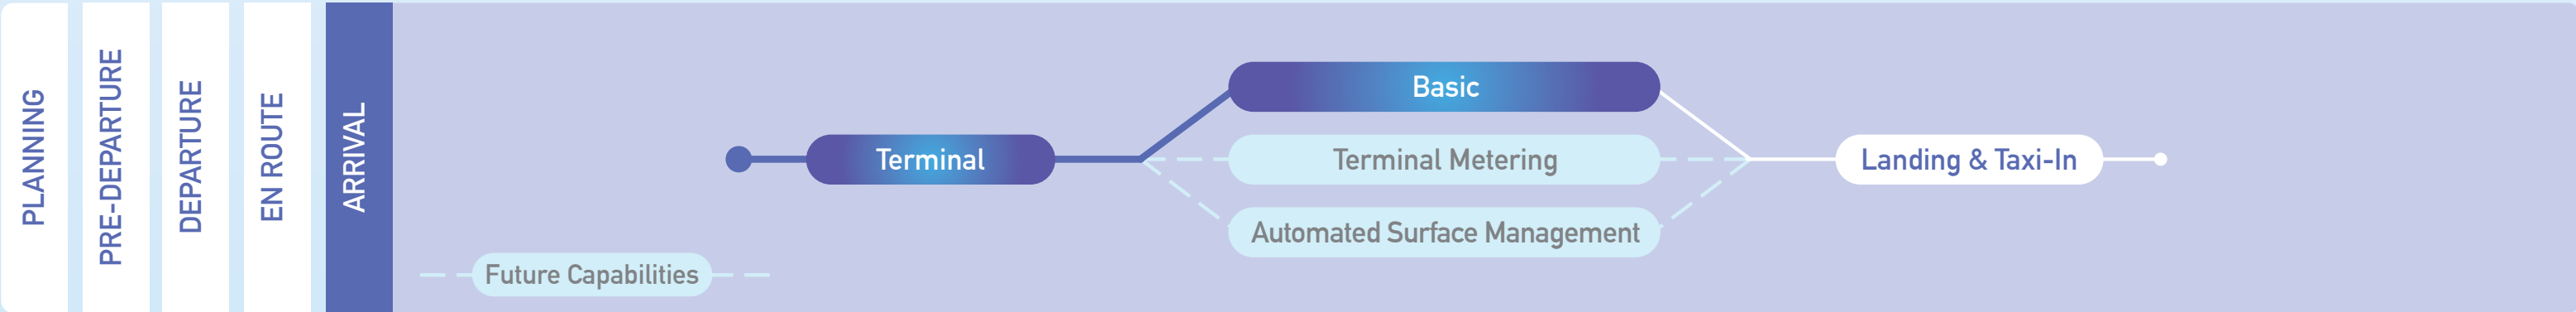 PLANNING
PRE-DEPARTURE
DEPARTURE
EN ROUTE
ARRIVAL
Terminal
Basic
Terminal Metering
Automated Surface Management
Landing & Taxi-In
Future Capabilities